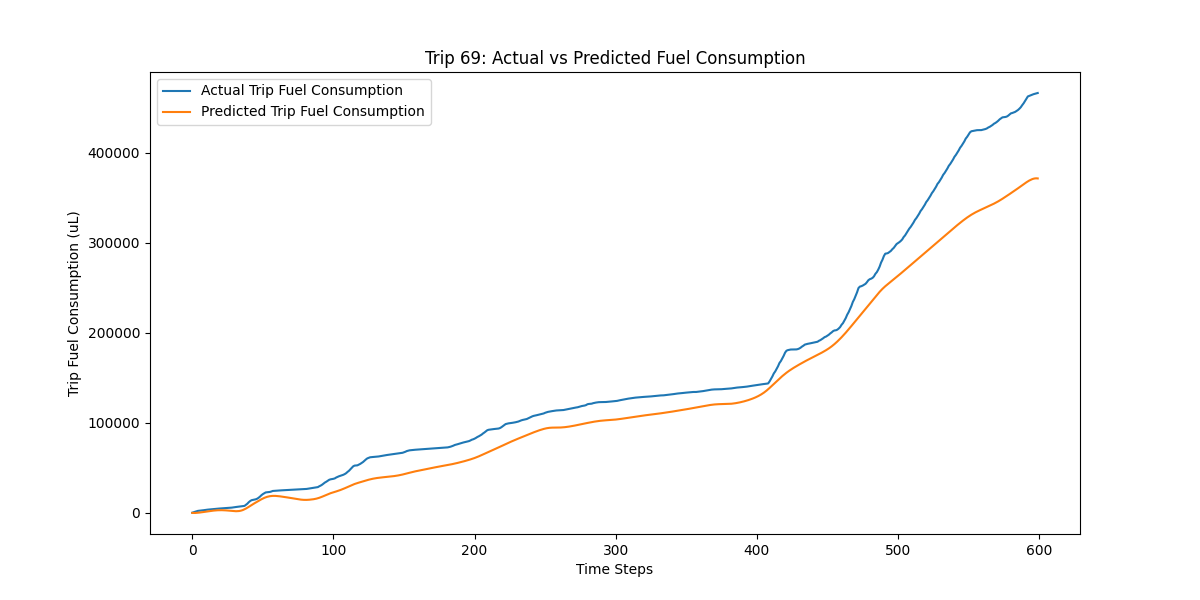 Trip 69: Actual vs Predicted Fuel Consumption
Actual Trip Fuel Consumption
Predicted Trip Fuel Consumption
Trip Fuel Consumption (uL)
400000
300000
200000
100000
0
0 100 200 300 400 500 600
Time Steps